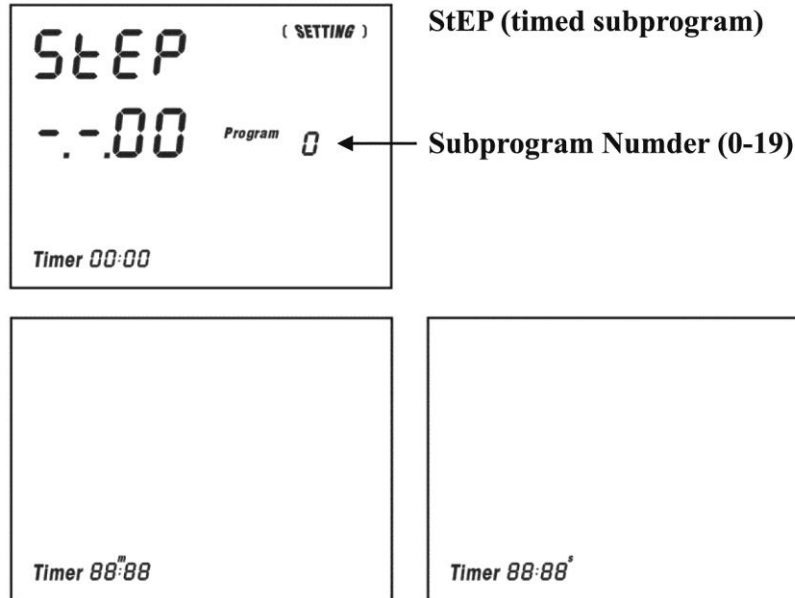 StEP
( SETTING )
StEP (timed subprogram)
-.-.00
Program 0
Subprogram Numder (0-19)
Timer 00:00
Timer 88:88 m
Timer 88:88 s